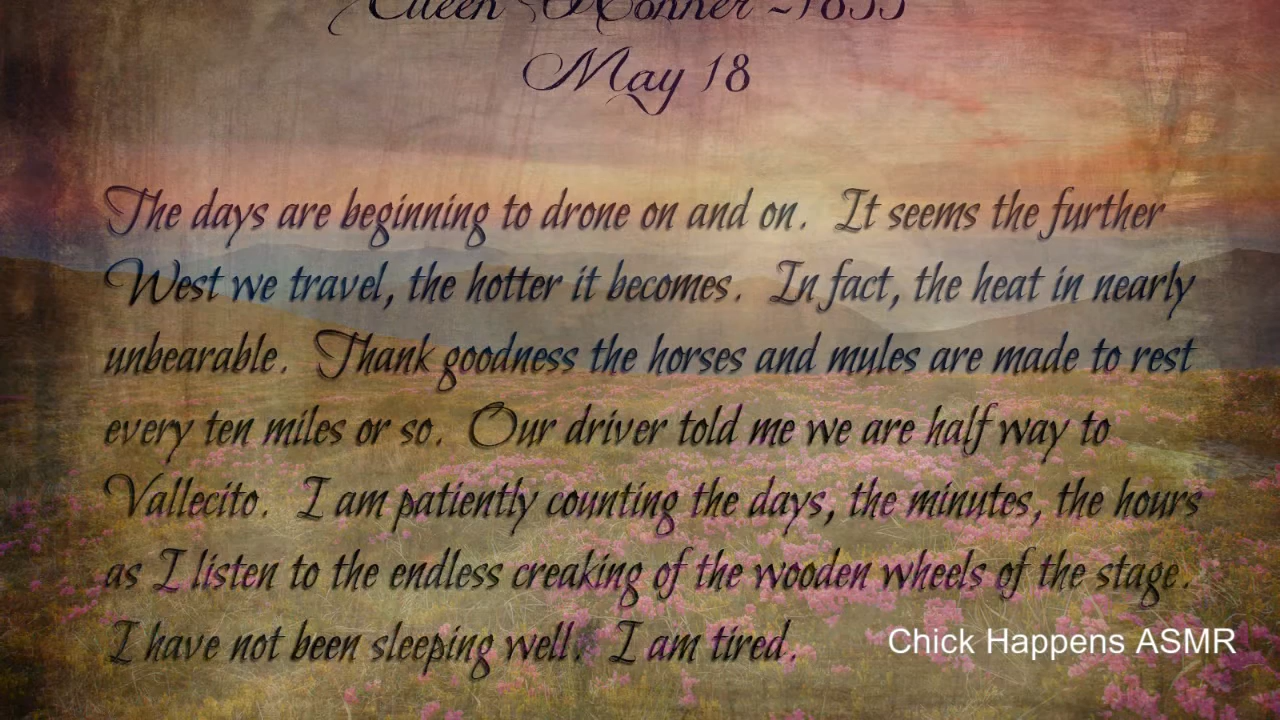 Eileen
May 18
The days are beginning to drone on and on. It seems the further
West we travel, the hotter it becomes. In fact, the heat in nearly
unbearable. Thank goodness the horses and mules are made to rest
every ten miles or so. Our driver told me we are half way to
Vallecito. I am patiently counting the days, the minutes, the hours
as I listen to the endless creaking of the wooden wheels of the stage.
I have not been sleeping well. I am tired.
Chick Happens ASMR